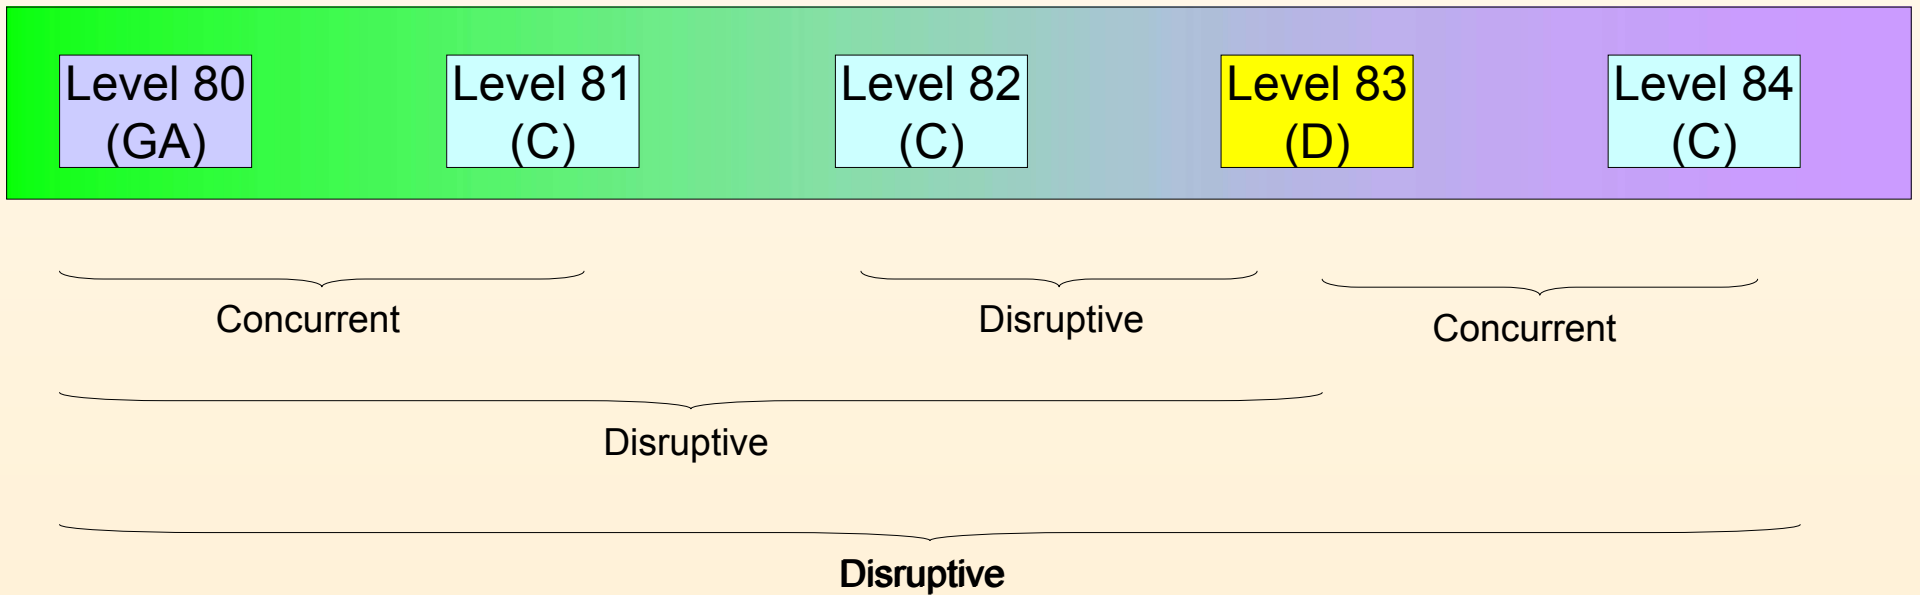 Level 80
(GA)
Level 81
(C)
Level 82
(C)
Level 83
(D)
Level 84
(C)
Concurrent
Disruptive
Concurrent
Disruptive
Disruptive